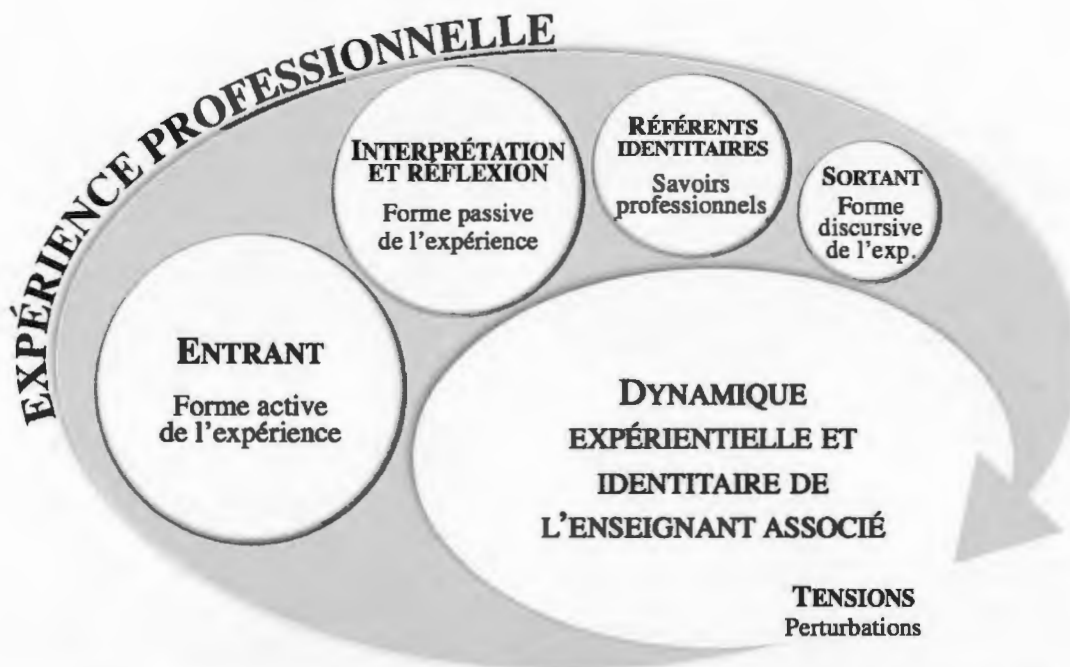 EXPÉRIENCE PROFESSIONNELLE
ENTRANT
Forme active
de l'expérience
INTERPRÉTATION
ET RÉFLEXION
Forme passive
de l'expérience
RÉFÉRENTS
IDENTITAIRES
Savoirs
professionnels
SORTANT
Forme
discursive
de l'exp.
DYNAMIQUE
EXPÉRIENTIELLE ET
IDENTITAIRE DE
L'ENSEIGNANT ASSOCIÉ
TENSIONS
Perturbations